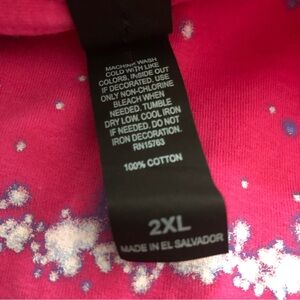 MACHINE WASH
COLD WITH LIKE
COLORS, INSIDE OUT
IF DECORATED. USE
ONLY NON-CHLORINE
BLEACH WHEN
NEEDED. TUMBLE
DRY LOW. COOL IRON
IF NEEDED. DO NOT
IRON DECORATION.
RN15763
100% COTTON
2XL
MADE IN EL SALVADOR